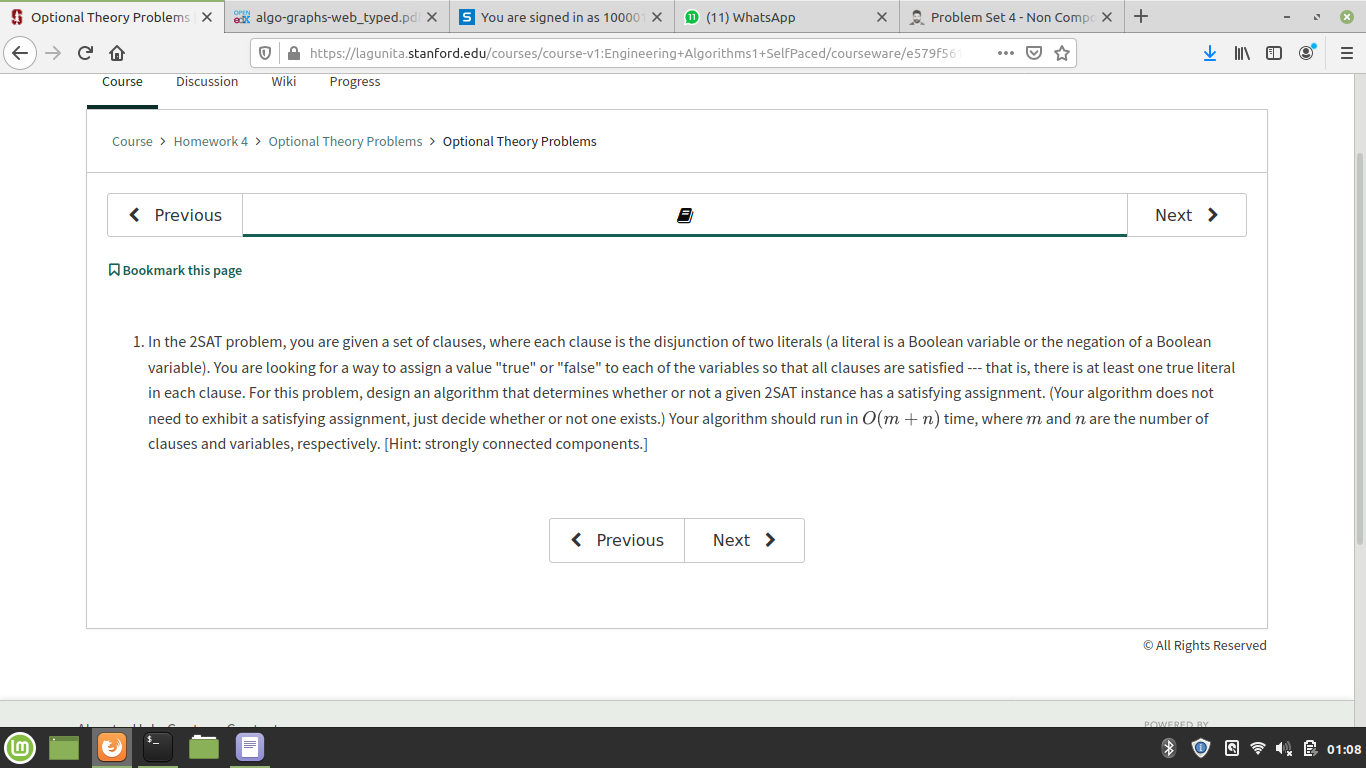 Optional Theory Problems
algo-graphs-web_typed.pdf
You are signed in as 10000
(11) WhatsApp
Problem Set 4 - Non Comp
https://lagunita.stanford.edu/courses/course-v1:Engineering+Algorithms1+SelfPaced/courseware/e579f56
Course Discussion Wiki Progress
Course > Homework 4 > Optional Theory Problems > Optional Theory Problems
Previous Next
Bookmark this page
1. In the 2SAT problem, you are given a set of clauses, where each clause is the disjunction of two literals (a literal is a Boolean variable or the negation of a Boolean
variable). You are looking for a way to assign a value "true" or "false" to each of the variables so that all clauses are satisfied --- that is, there is at least one true literal
in each clause. For this problem, design an algorithm that determines whether or not a given 2SAT instance has a satisfying assignment. (Your algorithm does not
need to exhibit a satisfying assignment, just decide whether or not one exists.) Your algorithm should run in O(m + n) time, where m and n are the number of
clauses and variables, respectively. [Hint: strongly connected components.]
Previous Next
© All Rights Reserved
POWERED BY
01:08